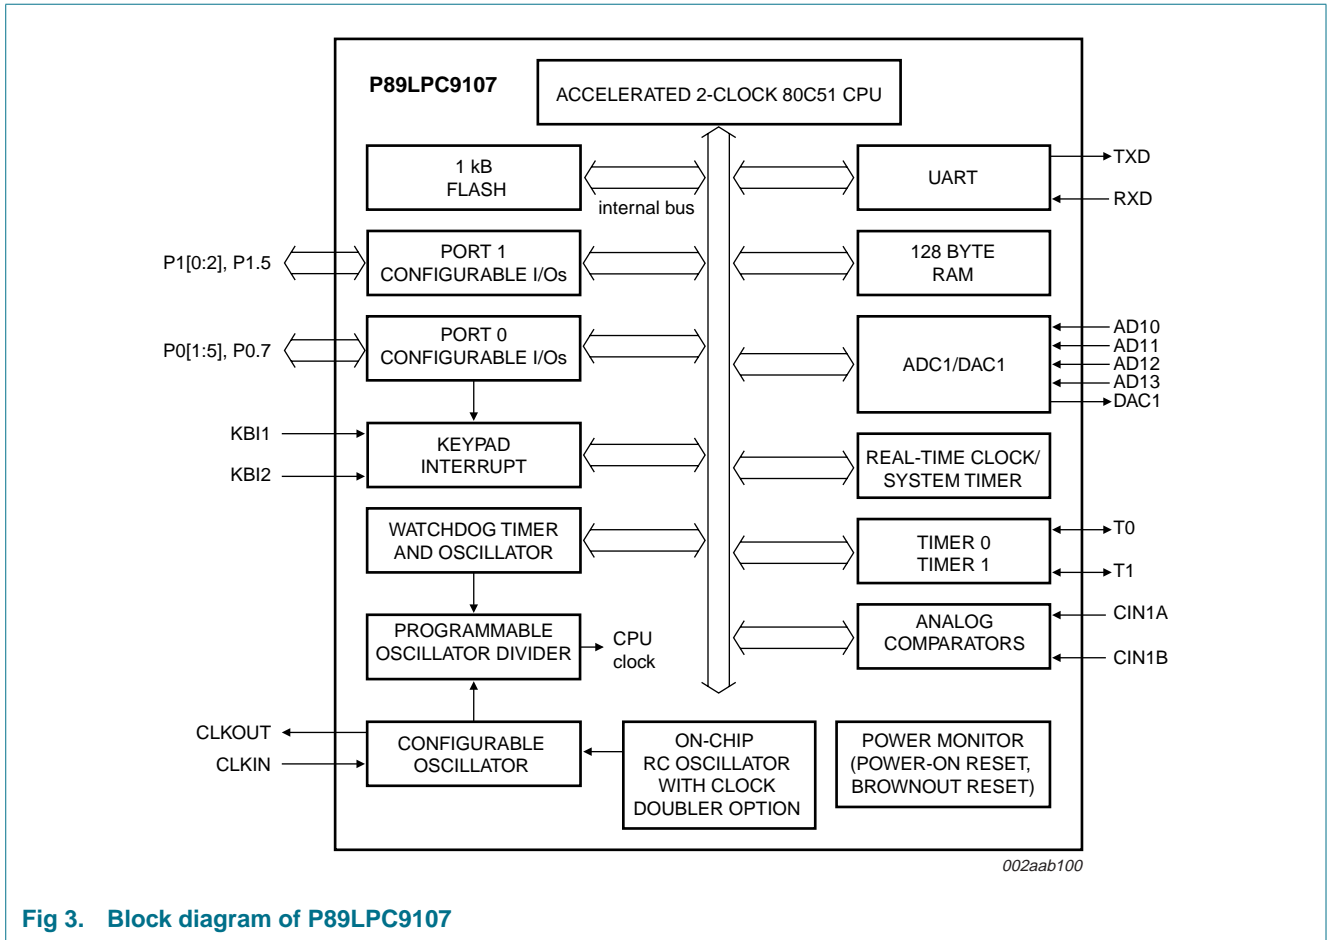 P89LPC9107
ACCELERATED 2-CLOCK 80C51 CPU
1 kB
FLASH
internal bus
UART
TXD
RXD
P1[0:2], P1.5
PORT 1
CONFIGURABLE I/Os
128 BYTE
RAM
P0[1:5], P0.7
PORT 0
CONFIGURABLE I/Os
ADC1/DAC1
AD10
AD11
AD12
AD13
DAC1
KBI1
KBI2
KEYPAD
INTERRUPT
REAL-TIME CLOCK/
SYSTEM TIMER
WATCHDOG TIMER
AND OSCILLATOR
TIMER 0
TIMER 1
T0
T1
PROGRAMMABLE
OSCILLATOR DIVIDER
CPU
clock
ANALOG
COMPARATORS
CIN1A
CIN1B
CLKOUT
CLKIN
CONFIGURABLE
OSCILLATOR
ON-CHIP
RC OSCILLATOR
WITH CLOCK
DOUBLER OPTION
POWER MONITOR
(POWER-ON RESET,
BROWNOUT RESET)
002aab100
Fig 3. Block diagram of P89LPC9107